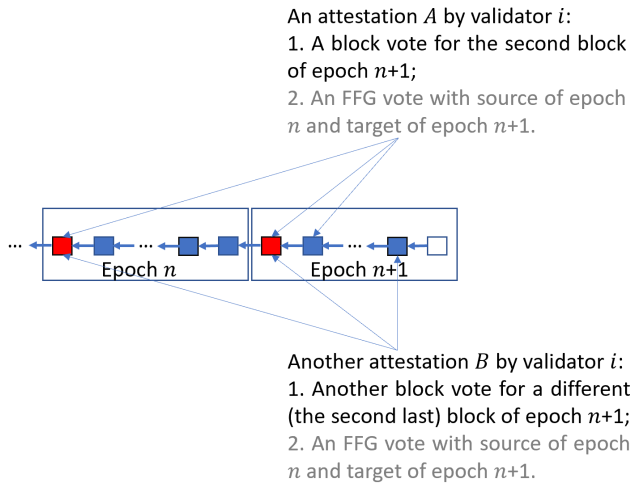 An attestation A by validator i:
1. A block vote for the second block
of epoch n+1;
2. An FFG vote with source of epoch
n and target of epoch n+1.
... ... ...
Epoch n Epoch n+1
Another attestation B by validator i:
1. Another block vote for a different
(the second last) block of epoch n+1;
2. An FFG vote with source of epoch
n and target of epoch n+1.